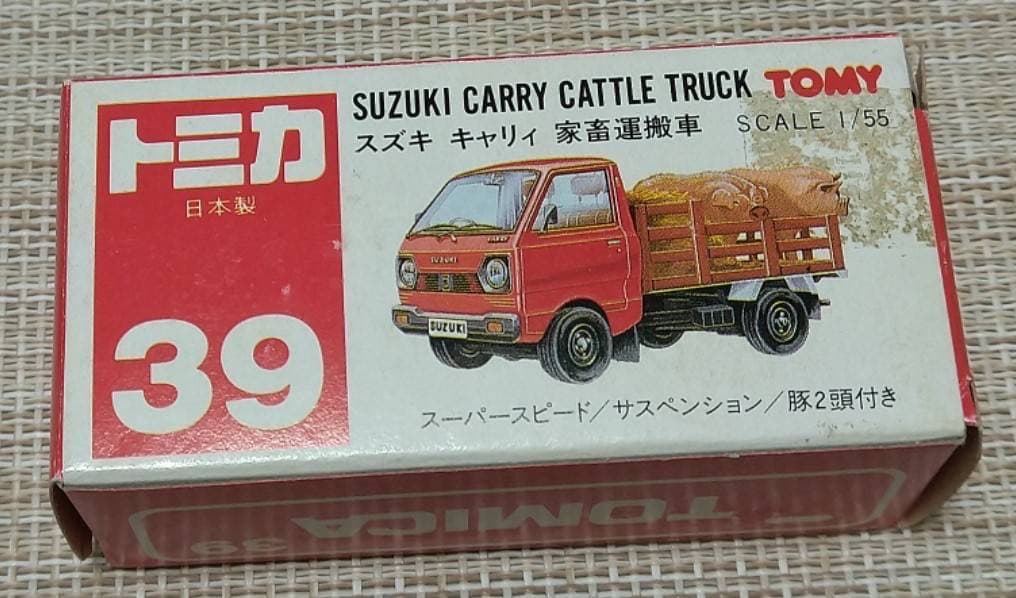 トミカ
日本製
39
SUZUKI CARRY CATTLE TRUCK TOMY
スズキ キャリィ 家畜運搬車 SCALE 1/55
SUZUKI
SUZUKI
スーパースピード/サスペンション/豚2頭付き
TOMICA
39